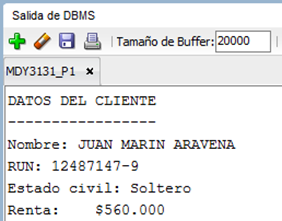 Salida de DBMS
Tamaño de Buffer: 20000
MDY3131_P1
DATOS DEL CLIENTE
-----------------
Nombre: JUAN MARIN ARAVENA
RUN: 12487147-9
Estado civil: Soltero
Renta:    $560.000